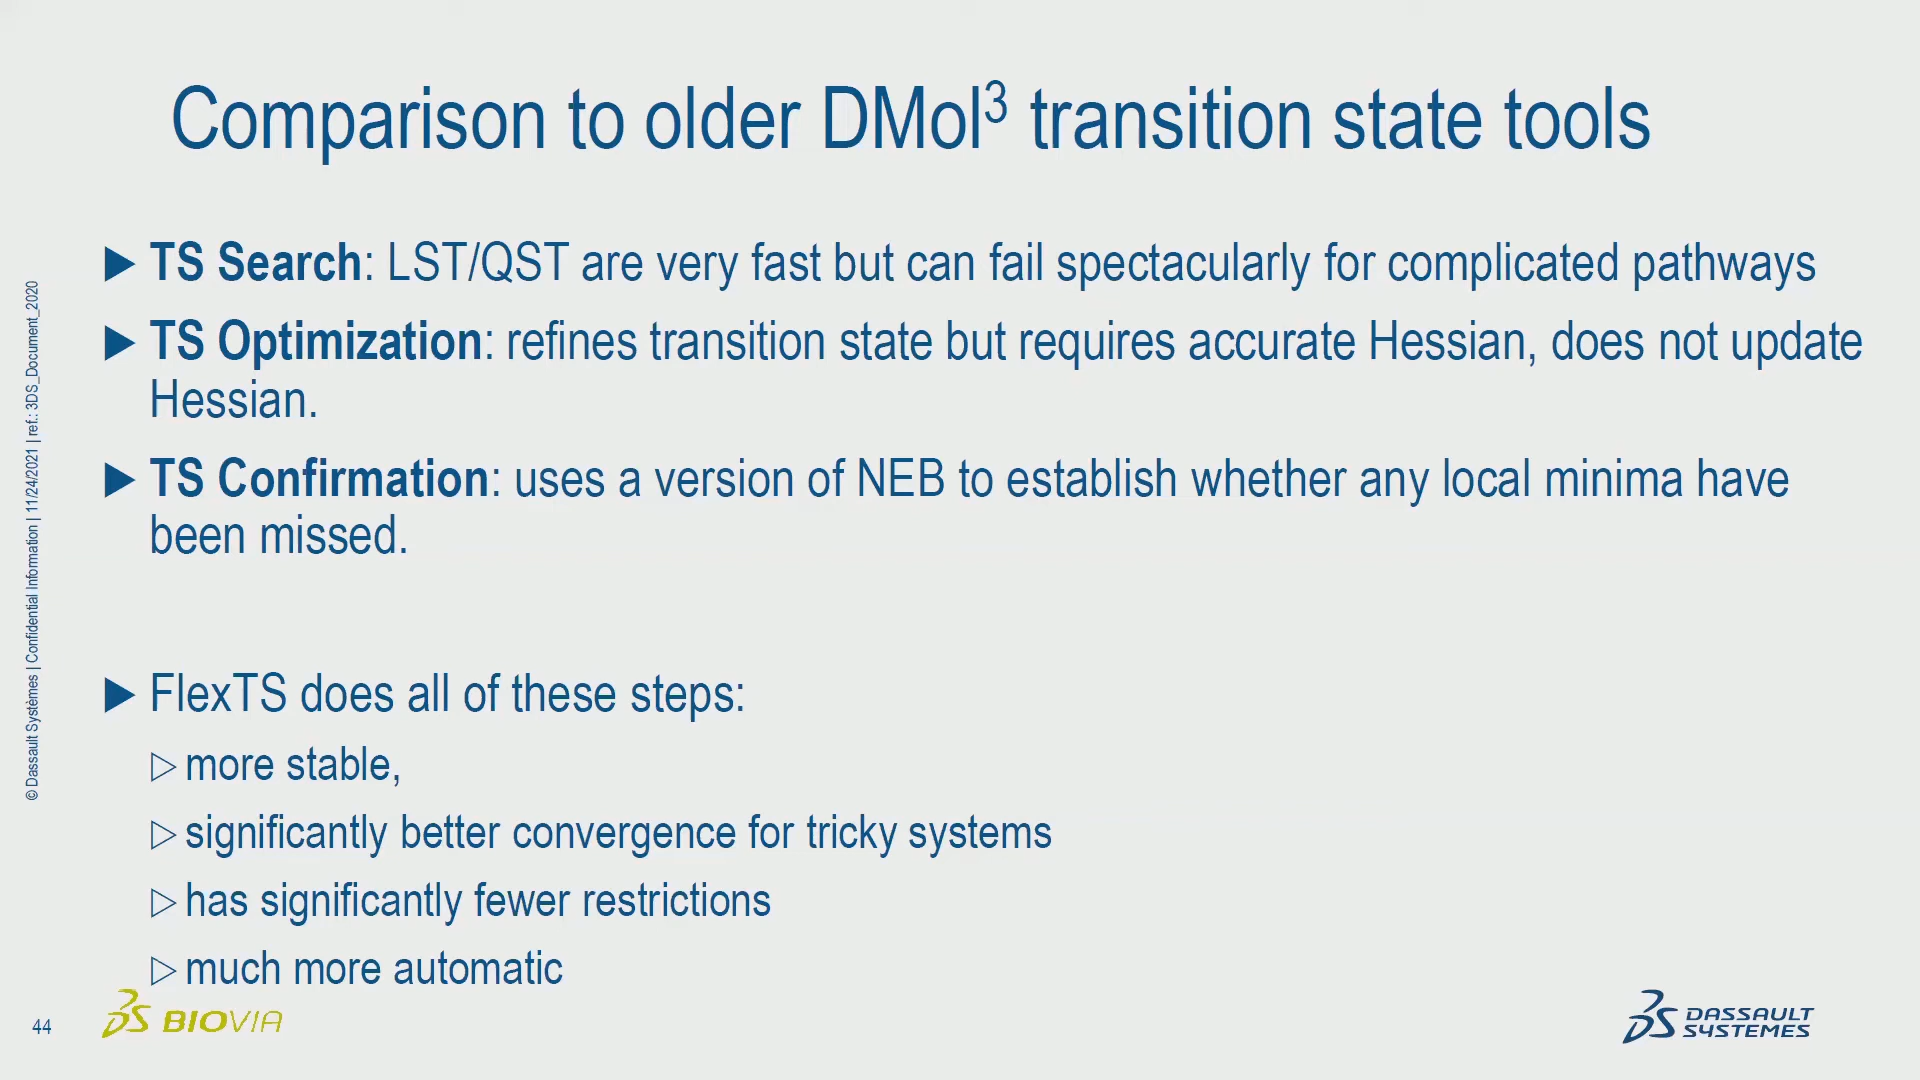 Comparison to older DMol³ transition state tools
▶ TS Search: LST/QST are very fast but can fail spectacularly for complicated pathways
▶ TS Optimization: refines transition state but requires accurate Hessian, does not update
Hessian.
▶ TS Confirmation: uses a version of NEB to establish whether any local minima have
been missed.
▶ FlexTS does all of these steps:
▷ more stable,
▷ significantly better convergence for tricky systems
▷ has significantly fewer restrictions
▷ much more automatic
© Dassault Systèmes | Confidential Information | 11/24/2021 | ref.: 3DS_Document_2020
44
3DS BIOVIA
3DS DASSAULT
SYSTEMES